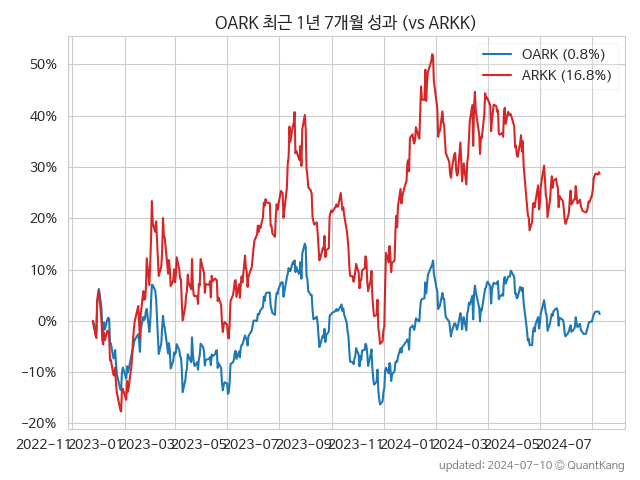 OARK 최근 1년 7개월 성과 (vs ARKK)
OARK (0.8%)
ARKK (16.8%)
50%
40%
30%
20%
10%
0%
−10%
−20%
2022-11 2023-01 2023-03 2023-05 2023-07 2023-09 2023-11 2024-01 2024-03 2024-05 2024-07
updated: 2024-07-10 © QuantKang